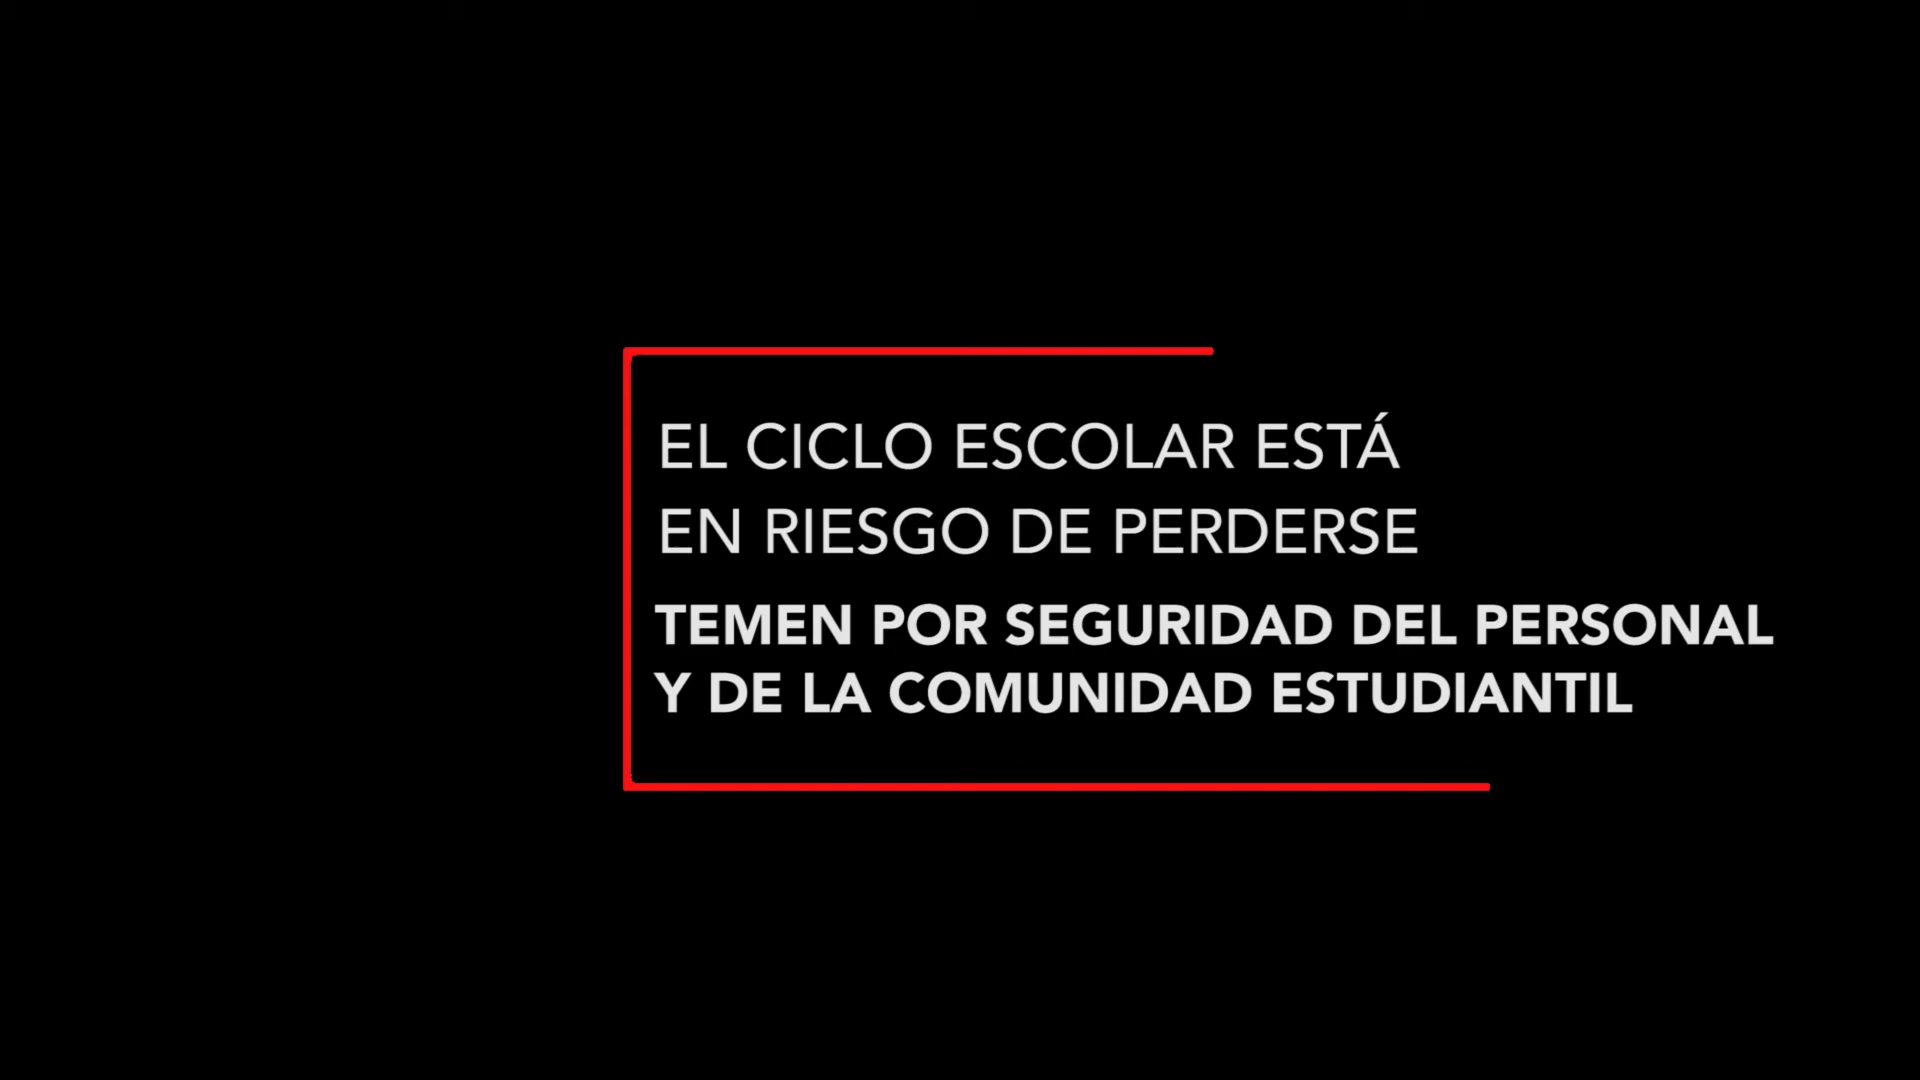 EL CICLO ESCOLAR ESTÁ
EN RIESGO DE PERDERSE
TEMEN POR SEGURIDAD DEL PERSONAL
Y DE LA COMUNIDAD ESTUDIANTIL